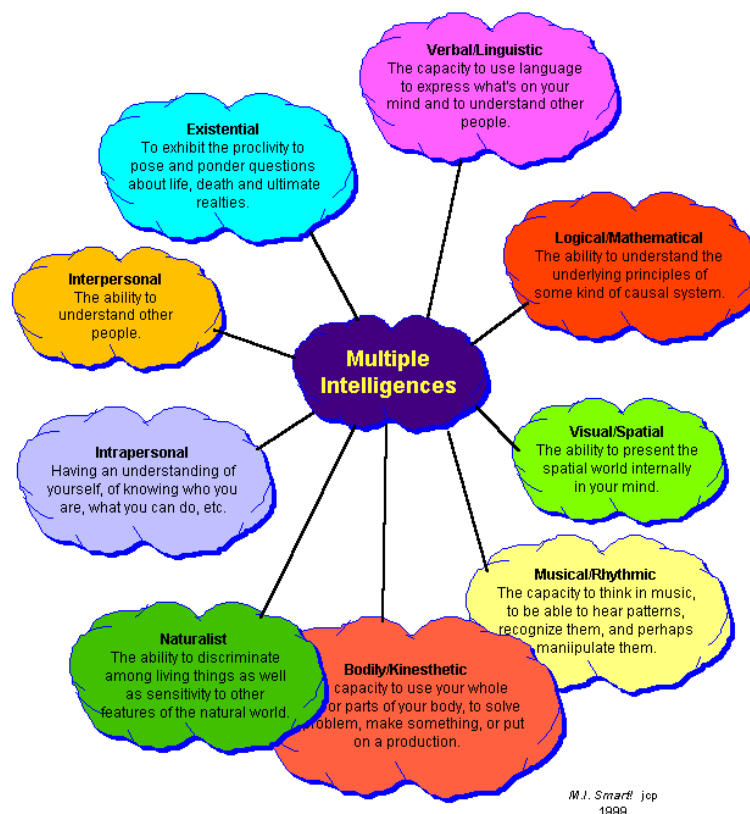 Verbal/Linguistic
The capacity to use language
to express what's on your
mind and to understand other
people.
Existential
To exhibit the proclivity to
pose and ponder questions
about life, death and ultimate
realties.
Logical/Mathematical
The ability to understand the
underlying principles of
some kind of causal system.
Interpersonal
The ability to
understand other
people.
Multiple
Intelligences
Visual/Spatial
The ability to present the
spatial world internally
in your mind.
Intrapersonal
Having an understanding of
yourself, of knowing who you
are, what you can do, etc.
Musical/Rhythmic
The capacity to think in music,
to be able to hear patterns,
recognize them, and perhaps
maniipulate them.
Naturalist
The ability to discriminate
among living things as well
as sensitivity to other
features of the natural world.
Bodily/Kinesthetic
capacity to use your whole
or parts of your body, to solve
roblem, make something, or put
on a production.
M.I. Smart! jcp
1999